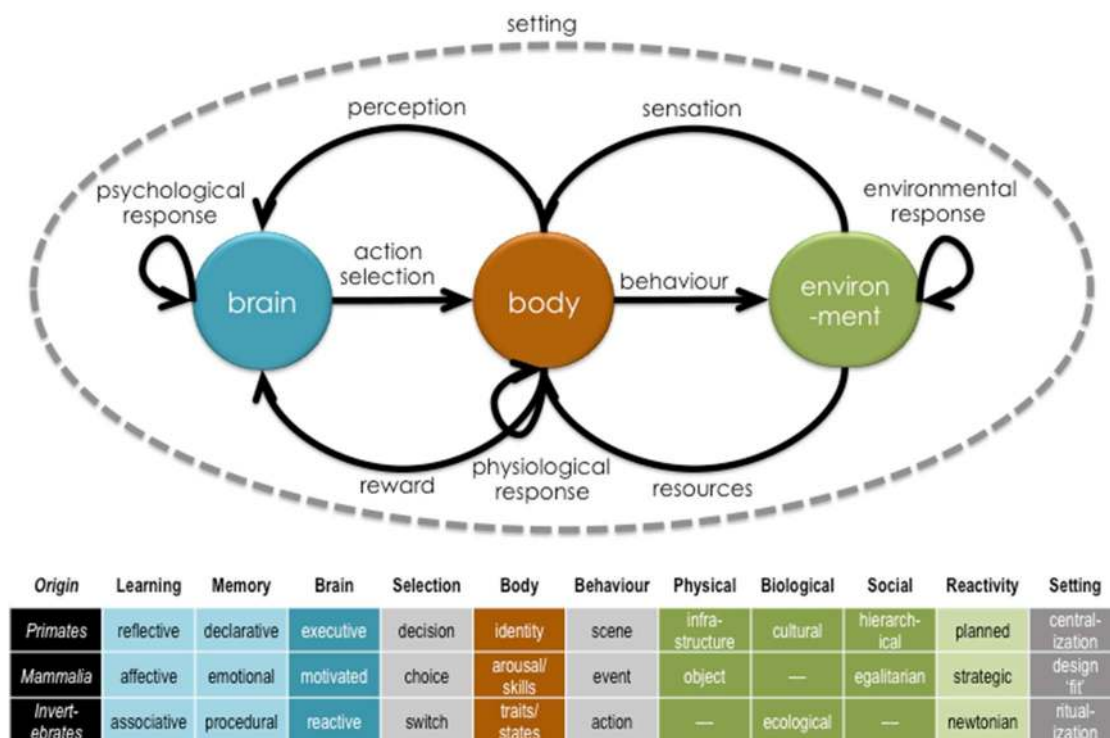 setting
perception
sensation
psychological
response
environmental
response
action
selection
behaviour
brain
body
environ
-ment
reward
physiological
response
resources
Origin Learning Memory Brain Selection Body Behaviour Physical Biological Social Reactivity Setting
Primates reflective declarative executive decision identity scene infra-
structure cultural hierarch-
ical planned central-
ization
Mammalia affective emotional motivated choice arousal/
skills event object — egalitarian strategic design
'fit'
Invert-
ebrates associative procedural reactive switch traits/
states action — ecological — newtonian ritual-
ization